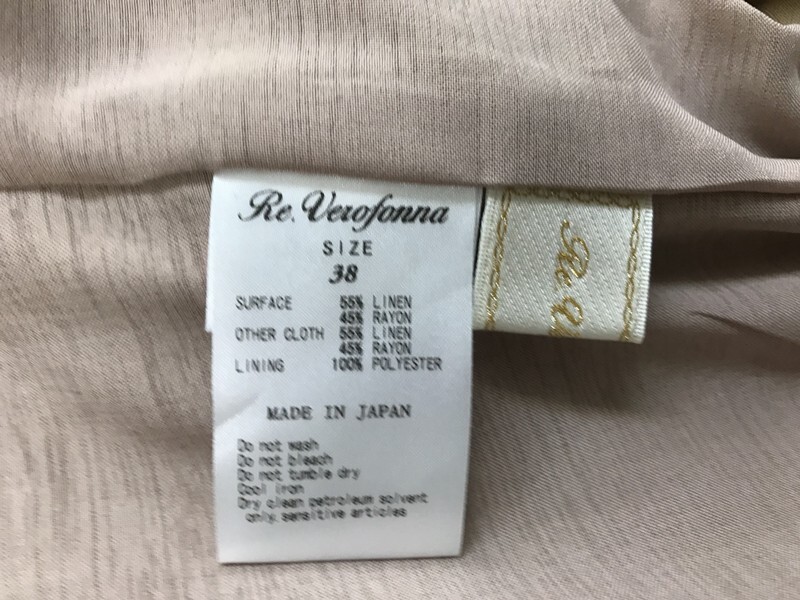 Re. Verofonna
SIZE
38
SURFACE 55% LINEN
45% RAYON
OTHER CLOTH 55% LINEN
45% RAYON
LINING 100% POLYESTER
MADE IN JAPAN
Do not wash
Do not bleach
Do not tumble dry
Cool iron
Dry clean petroleum solvent
only.sensitive articles
Re. V